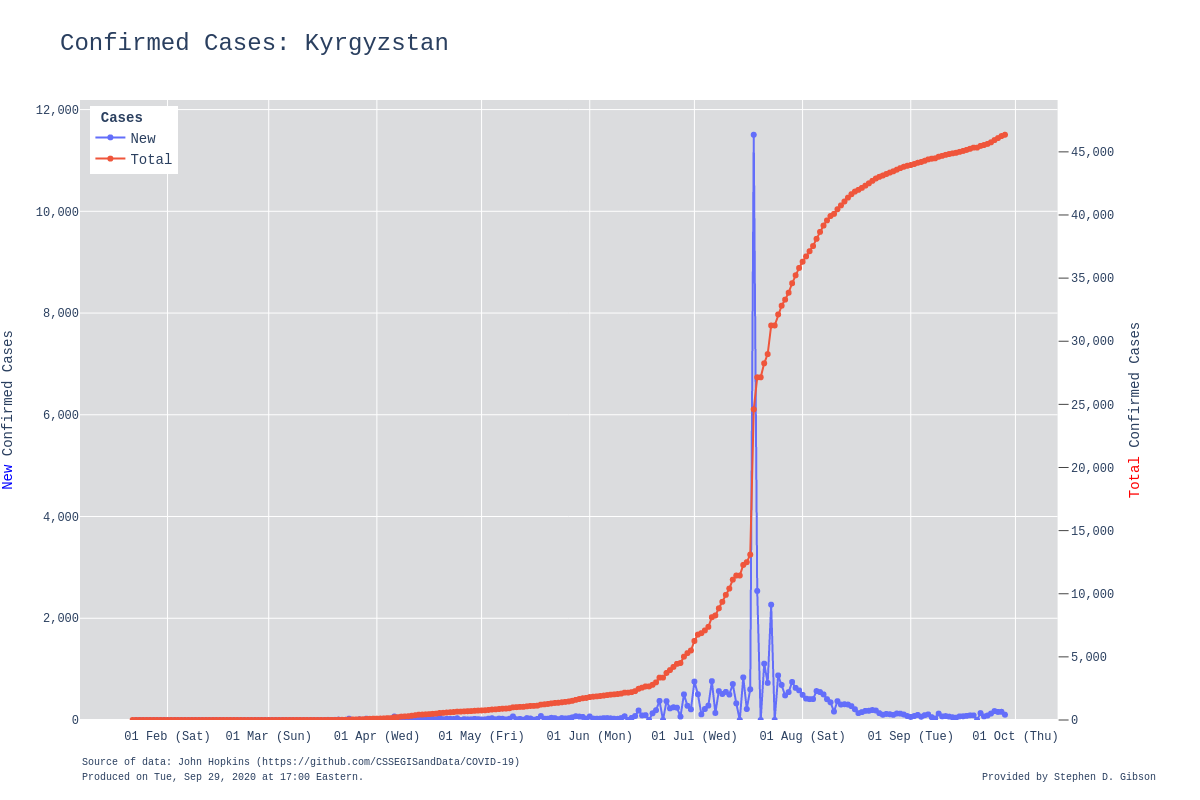 Confirmed Cases: Kyrgyzstan
Cases
New
Total
12,000
10,000
8,000
6,000
4,000
2,000
0
New Confirmed Cases
45,000
40,000
35,000
30,000
25,000
20,000
15,000
10,000
5,000
0
Total Confirmed Cases
01 Feb (Sat) 01 Mar (Sun) 01 Apr (Wed) 01 May (Fri) 01 Jun (Mon) 01 Jul (Wed) 01 Aug (Sat) 01 Sep (Tue) 01 Oct (Thu)
Source of data: John Hopkins (https://github.com/CSSEGISandData/COVID-19)
Produced on Tue, Sep 29, 2020 at 17:00 Eastern.
Provided by Stephen D. Gibson